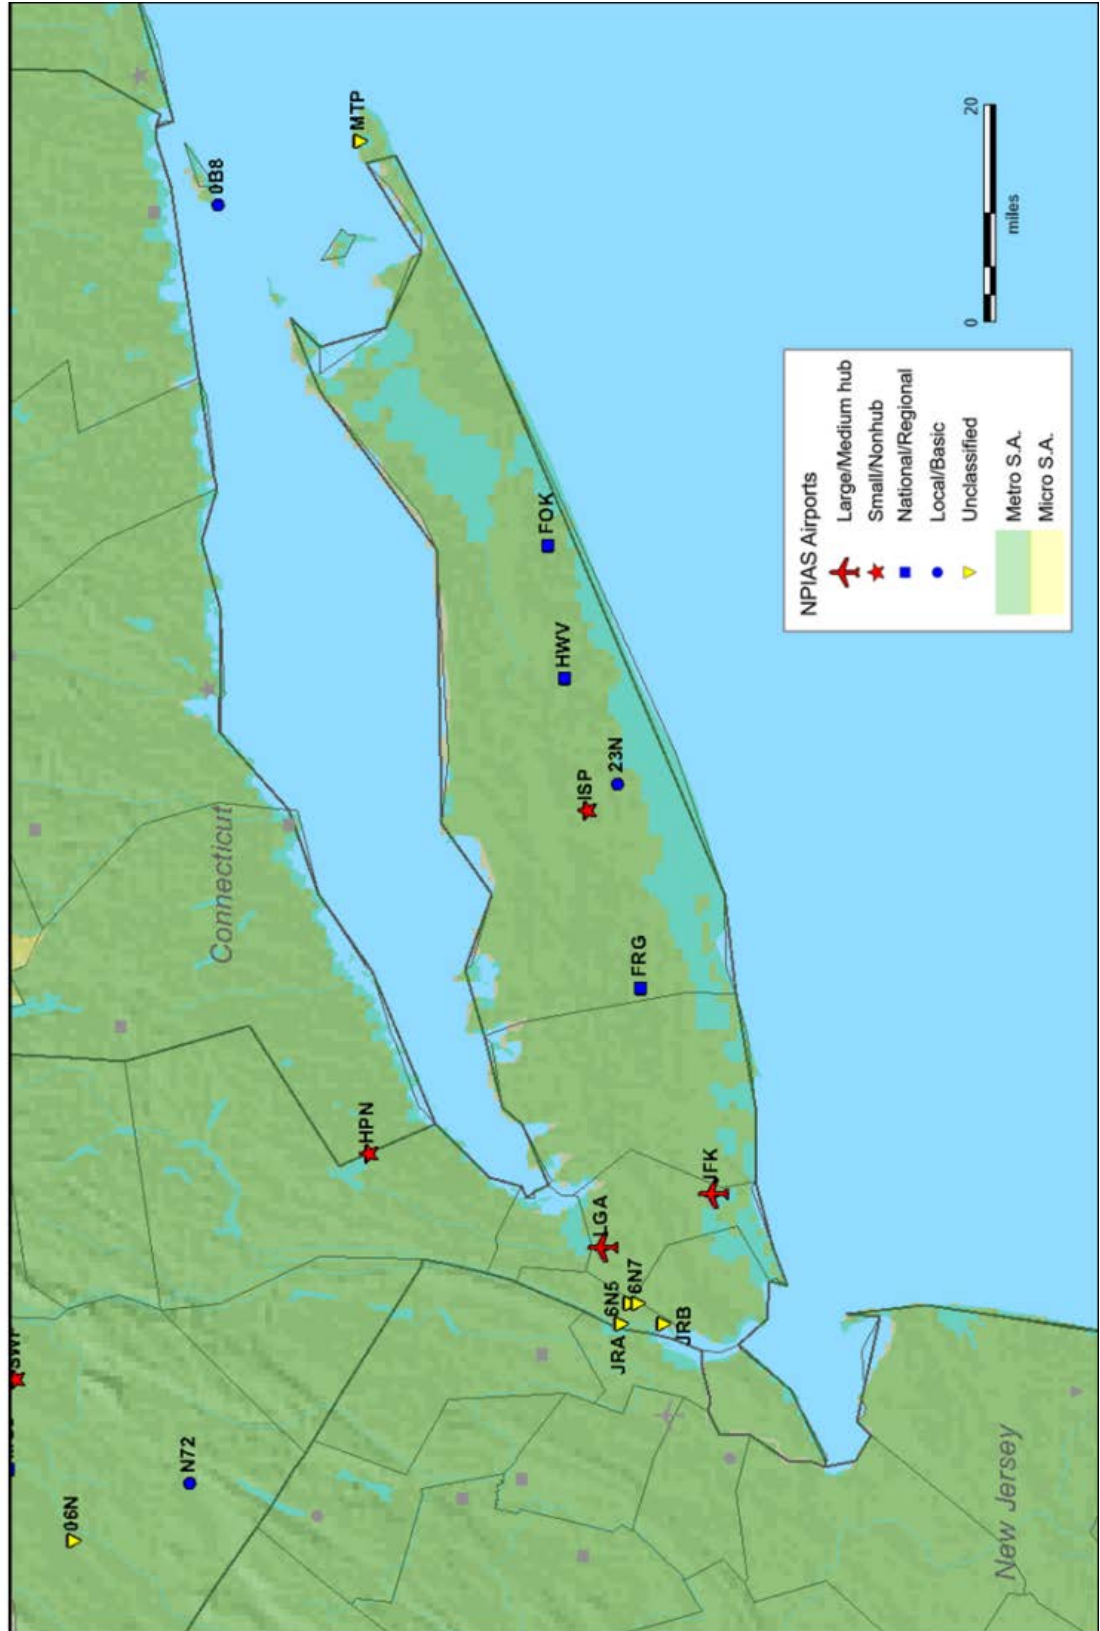 SWF
06N
N72
Connecticut
HPN
0B8
MTP
LGA
6N5
6N7
JRA
JRB
JFK
FRG
ISP
23N
HWV
FOK
New Jersey
NPIAS Airports
Large/Medium hub
Small/Nonhub
National/Regional
Local/Basic
Unclassified
Metro S.A.
Micro S.A.
0
20
miles